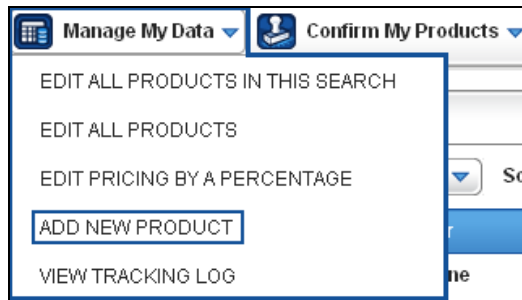 Manage My Data Confirm My Products
EDIT ALL PRODUCTS IN THIS SEARCH
EDIT ALL PRODUCTS
EDIT PRICING BY A PERCENTAGE
ADD NEW PRODUCT
VIEW TRACKING LOG